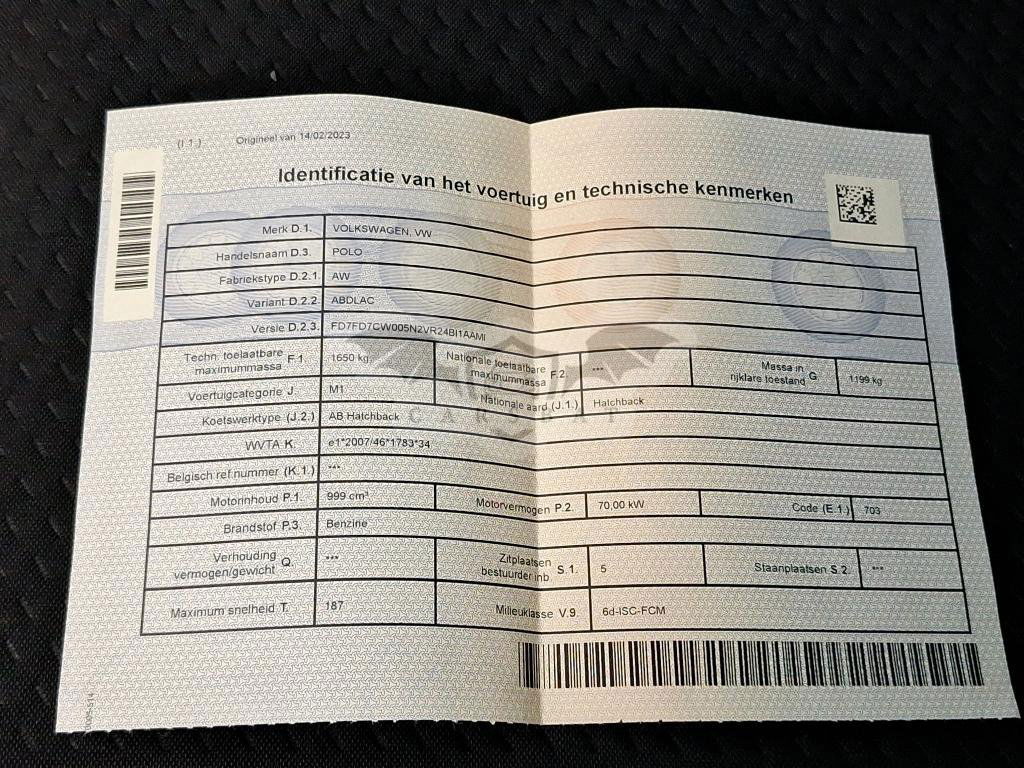 (I.1.) Origineel van 14/02/2023
Identificatie van het voertuig en technische kenmerken
Merk D.1. VOLKSWAGEN, VW
Handelsnaam D.3. POLO
Fabriekstype D.2.1. AW
Variant D.2.2. ABDLAC
Versie D.2.3. FD7FD7CW005N2VR24BI1AAMI
Techn. toelaatbare maximummassa F.1. 1650 kg Nationale toelaatbare maximummassa F.2. *** Massa in rijklare toestand G 1199 kg
Voertuigcategorie J. M1 Nationale aard (J.1.) Hatchback
Koetswerktype (J.2.) AB Hatchback
CARSCAT
WVTA K. e1*2007/46*1783*34
Belgisch ref.nummer (K.1.) ***
Motorinhoud P.1. 999 cm³ Motorvermogen P.2. 70,00 kW Code (E.1.) 703
Brandstof P.3. Benzine
Verhouding vermogen/gewicht Q. *** Zitplaatsen bestuurder inb. S.1. 5 Staanplaatsen S.2. ***
Maximum snelheid T. 187 Milieuklasse V.9. 6d-ISC-FCM